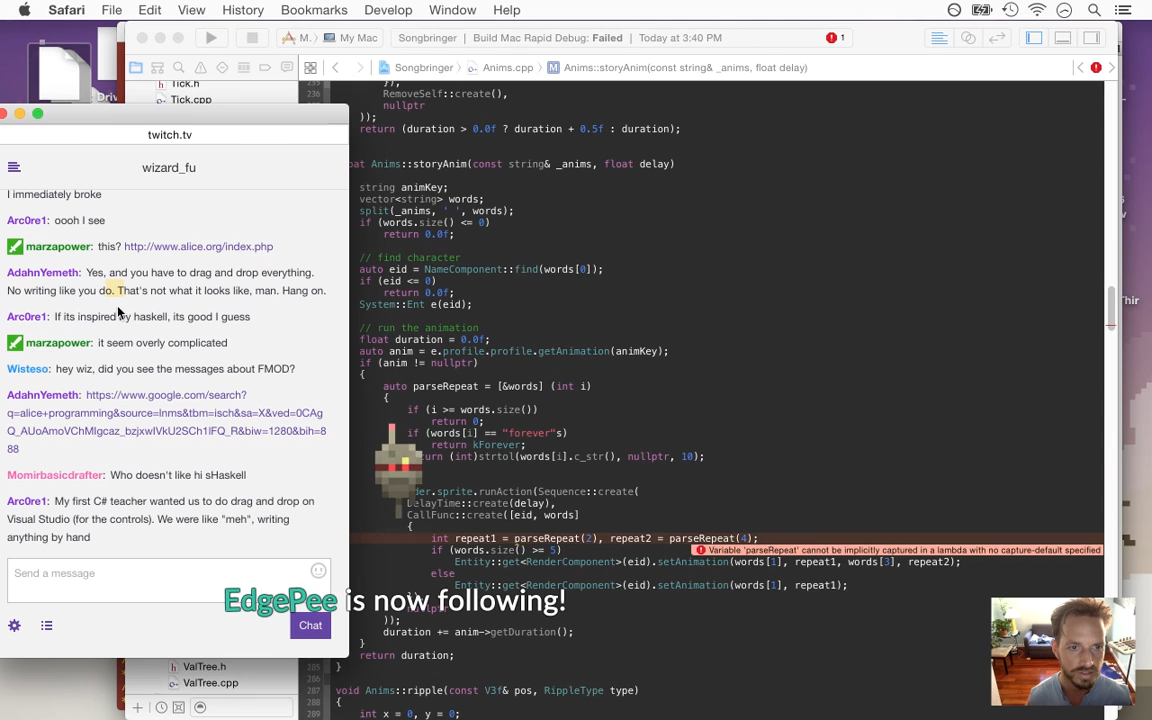 Safari File Edit View History Bookmarks Develop Window Help
M. My Mac
Songbringer | Build Mac Rapid Debug: Failed | Today at 3:40 PM
1
Songbringer Anims.cpp M Anims::storyAnim(const string& _anims, float delay)
Tick.h
Tick.cpp
twitch.tv
wizard_fu
I immediately broke
Arc0re1: oooh I see
marzapower: this? http://www.alice.org/index.php
AdahnYemeth: Yes, and you have to drag and drop everything.
No writing like you do. That's not what it looks like, man. Hang on.
Arc0re1: If its inspired by haskell, its good I guess
marzapower: it seem overly complicated
Wisteso: hey wiz, did you see the messages about FMOD?
AdahnYemeth: https://www.google.com/search?
q=alice+programming&source=lnms&tbm=isch&sa=X&ved=0CAg
Q_AUoAmoVChMIgcaz_bzjxwIVkU2SCh1lFQ_R&biw=1280&bih=8
88
Momirbasicdrafter: Who doesn't like hi sHaskell
Arc0re1: My first C# teacher wanted us to do drag and drop on
Visual Studio (for the controls). We were like "meh", writing
anything by hand
Send a message
Chat
EdgePee is now following!
ValTree.h
ValTree.cpp
});
236 RemoveSelf::create(),
nullptr
));
return (duration > 0.0f ? duration + 0.5f : duration);
Anims::storyAnim(const string& _anims, float delay)
string animKey;
vector<string> words;
split(_anims, ' ', words);
if (words.size() <= 0)
return 0.0f;
// find character
auto eid = NameComponent::find(words[0]);
if (eid <= 0)
return 0.0f;
System::Ent e(eid);
// run the animation
float duration = 0.0f;
auto anim = e.profile.profile.getAnimation(animKey);
if (anim != nullptr)
{
auto parseRepeat = [&words] (int i)
{
if (i >= words.size())
return 0;
if (words[i] == "forever"s)
return kForever;
return (int)strtol(words[i].c_str(), nullptr, 10);
der.sprite.runAction(Sequence::create(
DelayTime::create(delay),
CallFunc::create([eid, words]
{
int repeat1 = parseRepeat(2), repeat2 = parseRepeat(4);
if (words.size() >= 5) Variable 'parseRepeat' cannot be implicitly captured in a lambda with no capture-default specified
Entity::get<RenderComponent>(eid).setAnimation(words[1], repeat1, words[3], repeat2);
else
Entity::get<RenderComponent>(eid).setAnimation(words[1], repeat1);
nullptr
));
duration += anim->getDuration();
}
return duration;
285 }
287 void Anims::ripple(const V3f& pos, RippleType type)
288 {
289 int x = 0, y = 0;